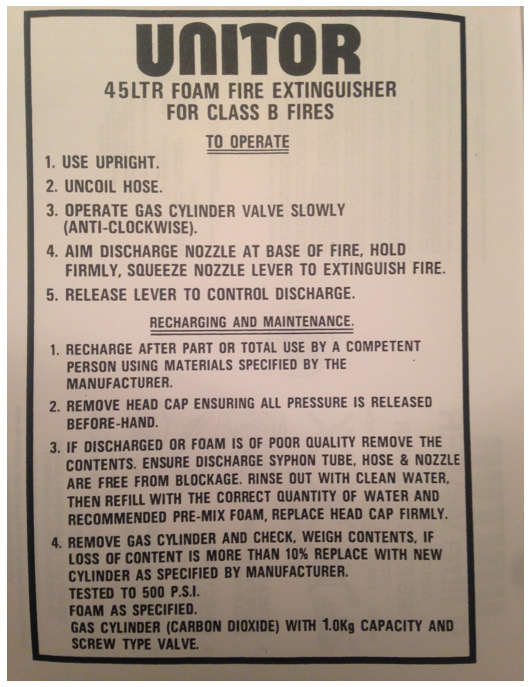 UNITOR
45LTR FOAM FIRE EXTINGUISHER
FOR CLASS B FIRES
TO OPERATE
1. USE UPRIGHT.
2. UNCOIL HOSE.
3. OPERATE GAS CYLINDER VALVE SLOWLY
(ANTI-CLOCKWISE).
4. AIM DISCHARGE NOZZLE AT BASE OF FIRE, HOLD
FIRMLY, SQUEEZE NOZZLE LEVER TO EXTINGUISH FIRE.
5. RELEASE LEVER TO CONTROL DISCHARGE.
RECHARGING AND MAINTENANCE.
1. RECHARGE AFTER PART OR TOTAL USE BY A COMPETENT
PERSON USING MATERIALS SPECIFIED BY THE
MANUFACTURER.
2. REMOVE HEAD CAP ENSURING ALL PRESSURE IS RELEASED
BEFORE-HAND.
3. IF DISCHARGED OR FOAM IS OF POOR QUALITY REMOVE THE
CONTENTS. ENSURE DISCHARGE SYPHON TUBE, HOSE & NOZZLE
ARE FREE FROM BLOCKAGE. RINSE OUT WITH CLEAN WATER,
THEN REFILL WITH THE CORRECT QUANTITY OF WATER AND
RECOMMENDED PRE-MIX FOAM, REPLACE HEAD CAP FIRMLY.
4. REMOVE GAS CYLINDER AND CHECK, WEIGH CONTENTS, IF
LOSS OF CONTENT IS MORE THAN 10% REPLACE WITH NEW
CYLINDER AS SPECIFIED BY MANUFACTURER.
TESTED TO 500 P.S.I.
FOAM AS SPECIFIED.
GAS CYLINDER (CARBON DIOXIDE) WITH 1.0Kg CAPACITY AND
SCREW TYPE VALVE.